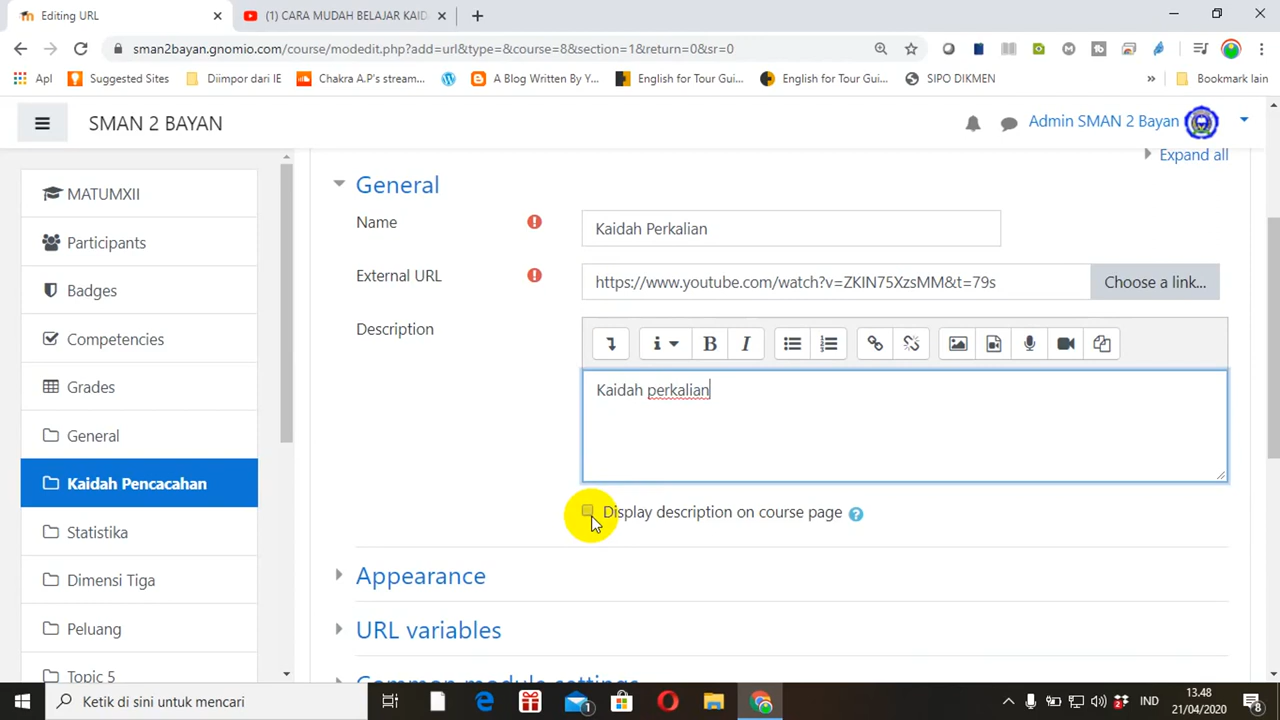 Editing URL
(1) CARA MUDAH BELAJAR KAID
sman2bayan.gnomio.com/course/modedit.php?add=url&type=&course=8&section=1&return=0&sr=0
Apl
Suggested Sites
Diimpor dari IE
Chakra A.P's stream...
A Blog Written By Y...
English for Tour Gui...
English for Tour Gui...
SIPO DIKMEN
»
Bookmark lain
SMAN 2 BAYAN
Admin SMAN 2 Bayan
Expand all
MATUMXII
Participants
Badges
Competencies
Grades
General
Kaidah Pencacahan
Statistika
Dimensi Tiga
Peluang
Topic 5
General
Name
Kaidah Perkalian
External URL
https://www.youtube.com/watch?v=ZKIN75XzsMM&t=79s
Choose a link...
Description
Kaidah perkalian
Display description on course page
Appearance
URL variables
Common module settings
Ketik di sini untuk mencari
1
IND
13.48
21/04/2020
8